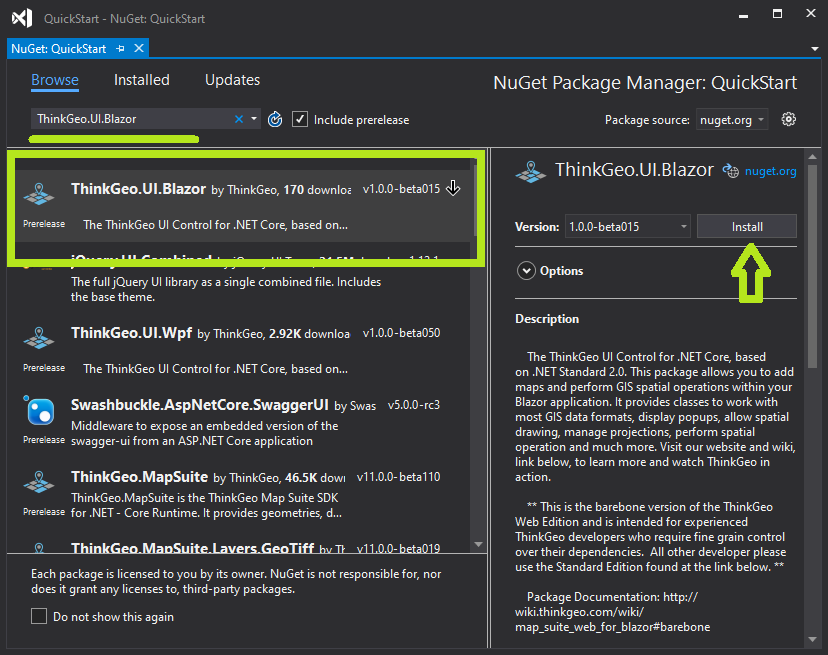 QuickStart - NuGet: QuickStart
NuGet: QuickStart
Browse Installed Updates
NuGet Package Manager: QuickStart
ThinkGeo.UI.Blazor
Include prerelease
Package source: nuget.org
ThinkGeo.UI.Blazor by ThinkGeo, 170 downloa v1.0.0-beta015
Prerelease
The ThinkGeo UI Control for .NET Core, based on...
The full jQuery UI library as a single combined file. Includes
the base theme.
ThinkGeo.UI.Wpf by ThinkGeo, 2.92K downloa v1.0.0-beta050
Prerelease
The ThinkGeo UI Control for .NET Core, based on...
Swashbuckle.AspNetCore.SwaggerUI by Swas v5.0.0-rc3
Prerelease
Middleware to expose an embedded version of the
swagger-ui from an ASP.NET Core application
ThinkGeo.MapSuite by ThinkGeo, 46.5K down v11.0.0-beta110
Prerelease
ThinkGeo.MapSuite is the ThinkGeo Map Suite SDK
for .NET - Core Runtime. It provides geometries, d...
ThinkGeo.MapSuite.Layers.GeoTiff by Th v11.0.0-beta019
Each package is licensed to you by its owner. NuGet is not responsible for, nor
does it grant any licenses to, third-party packages.
Do not show this again
ThinkGeo.UI.Blazor nuget.org
Version: 1.0.0-beta015 Install
Options
Description
The ThinkGeo UI Control for .NET Core, based
on .NET Standard 2.0. This package allows you to add
maps and perform GIS spatial operations within your
Blazor application. It provides classes to work with
most GIS data formats, display popups, allow spatial
drawing, manage projections, perform spatial
operation and much more. Visit our website and wiki,
link below, to learn more and watch ThinkGeo in
action.
** This is the barebone version of the ThinkGeo
Web Edition and is intended for experienced
ThinkGeo developers who require fine grain control
over their dependencies. All other developer please
use the Standard Edition found at the link below. **
Package Documentation: http://
wiki.thinkgeo.com/wiki/
map_suite_web_for_blazor#barebone